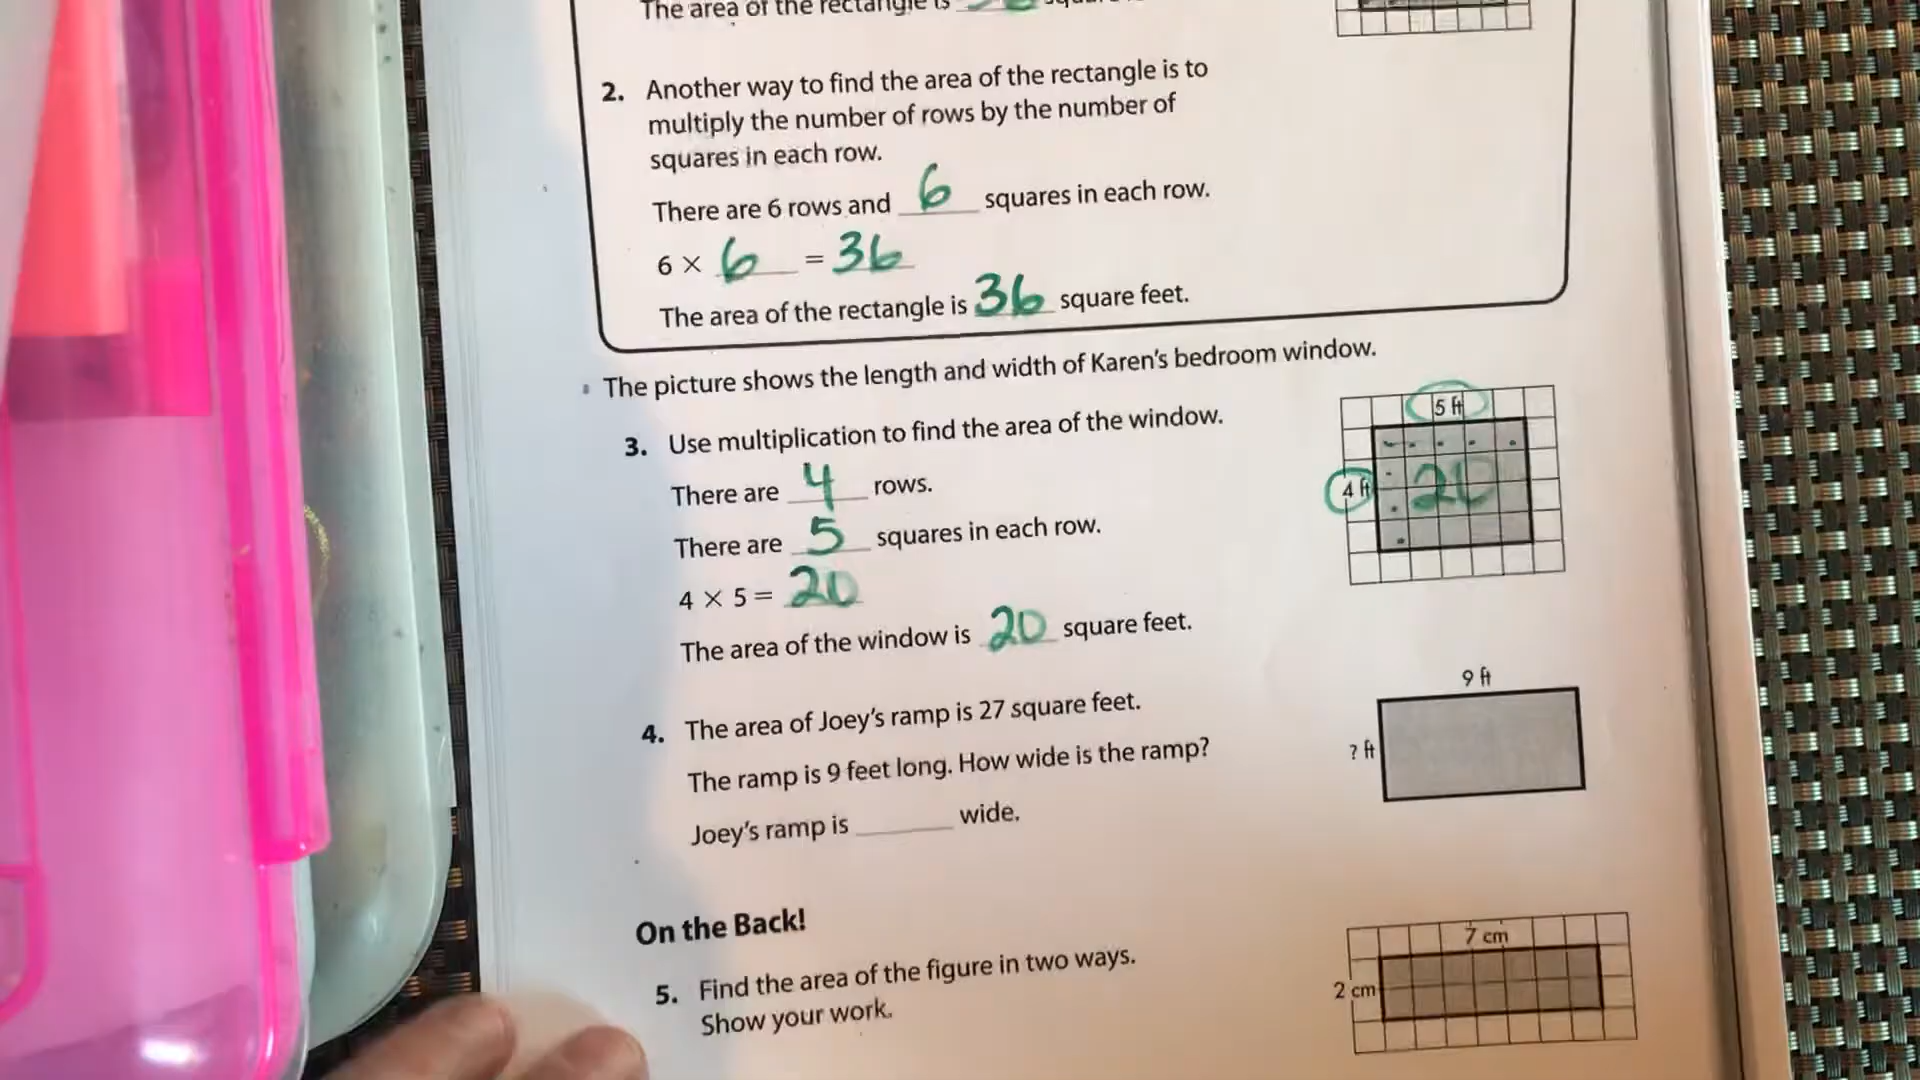 The area of the rectangle is
2. Another way to find the area of the rectangle is to
multiply the number of rows by the number of
squares in each row.
There are 6 rows and 6 squares in each row.
6 × 6 = 36
The area of the rectangle is 36 square feet.
The picture shows the length and width of Karen's bedroom window.
3. Use multiplication to find the area of the window.
There are 4 rows.
There are 5 squares in each row.
4 × 5 = 20
The area of the window is 20 square feet.
5 ft
4 ft
20
4. The area of Joey's ramp is 27 square feet.
The ramp is 9 feet long. How wide is the ramp?
Joey's ramp is ______ wide.
9 ft
? ft
On the Back!
5. Find the area of the figure in two ways.
Show your work.
7 cm
2 cm